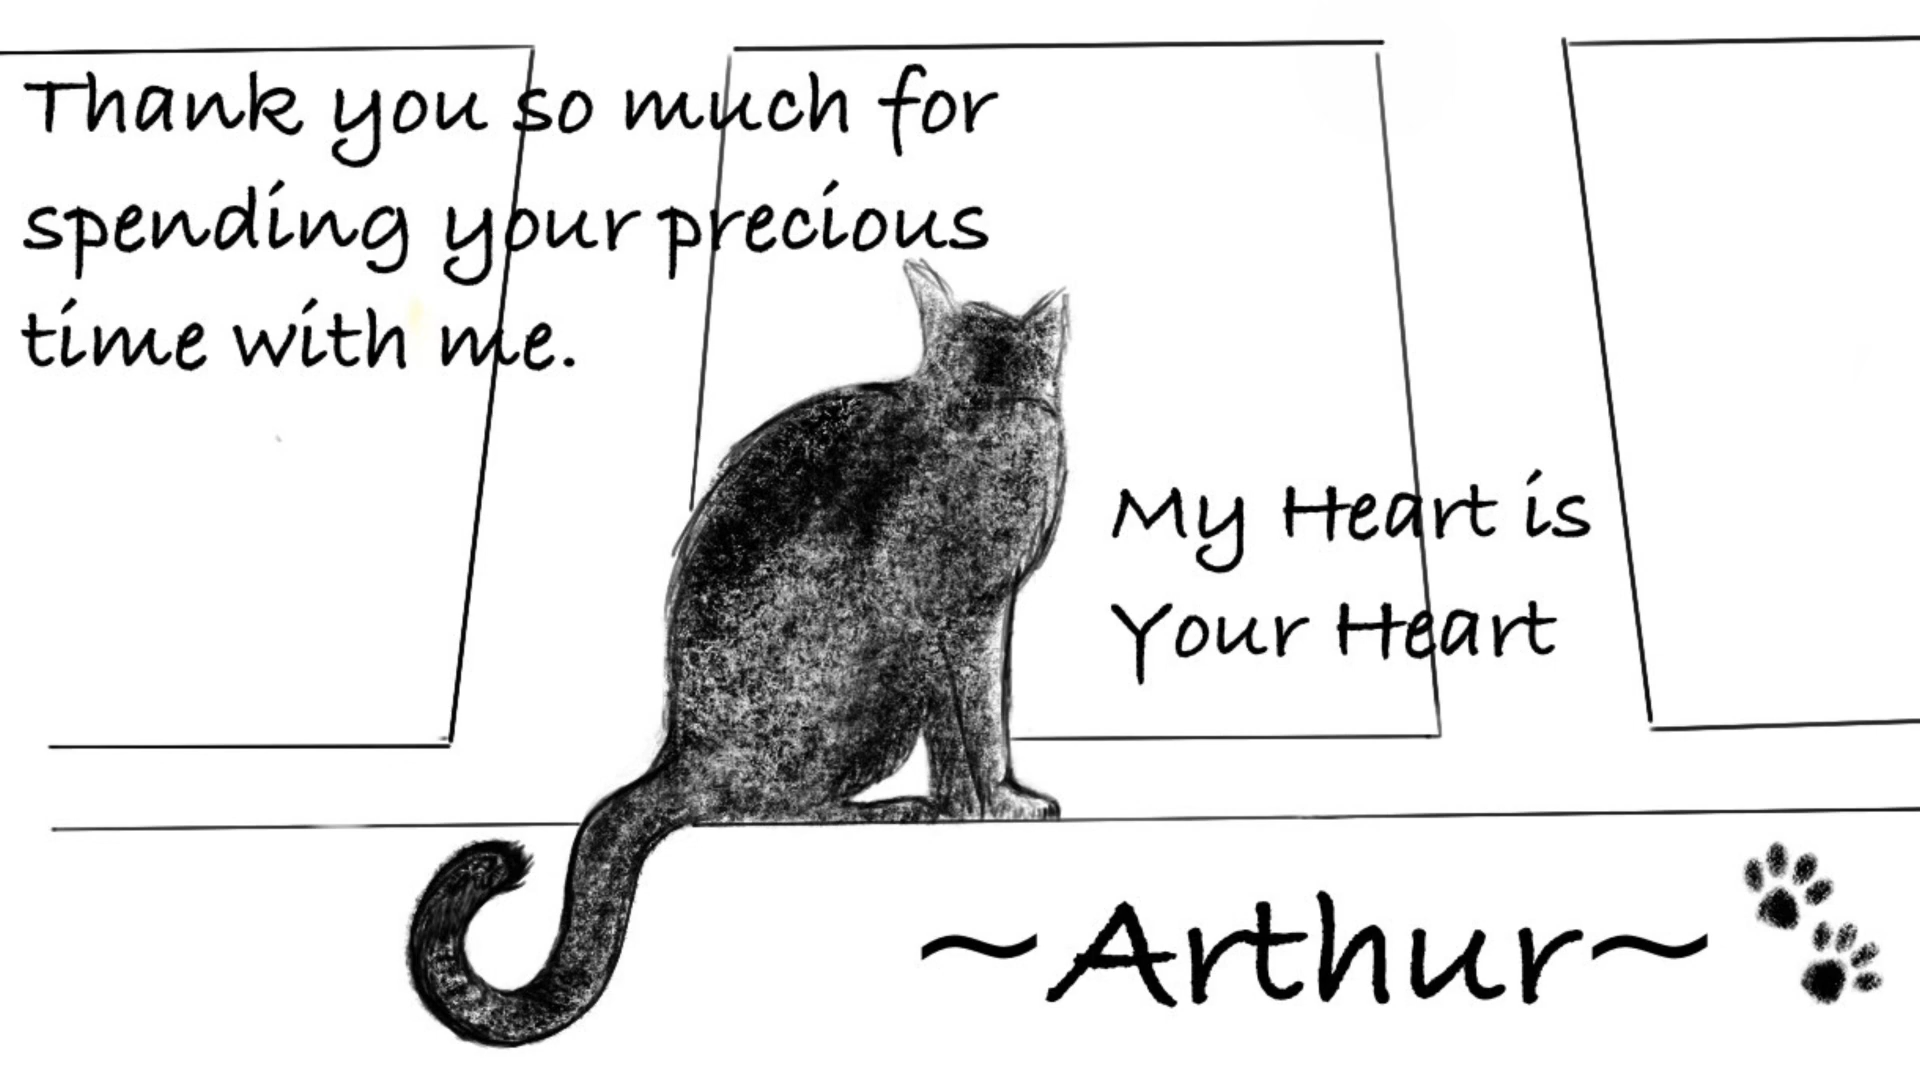 Thank you so much for
spending your precious
time with me.
My Heart is
Your Heart
~Arthur~